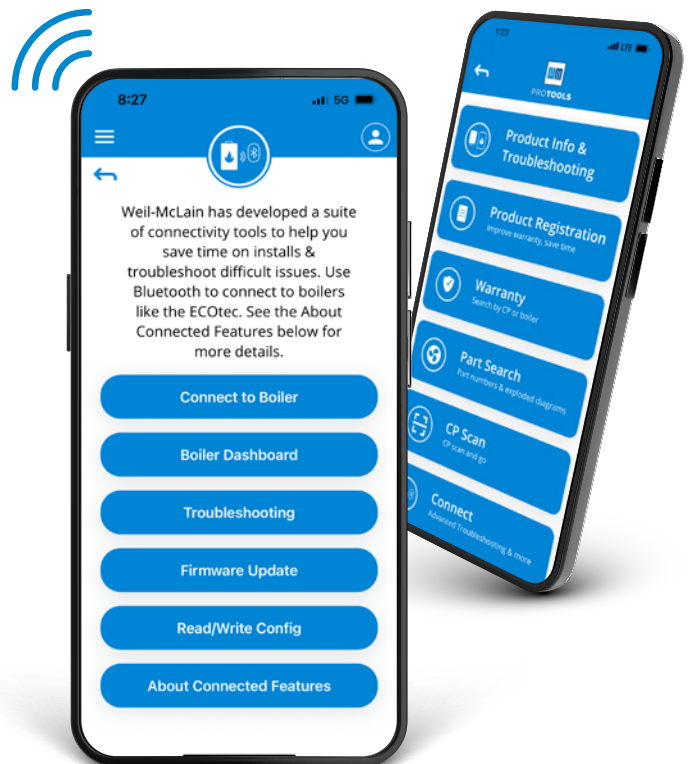 8:27
5G
Weil-McLain has developed a suite
of connectivity tools to help you
save time on installs &
troubleshoot difficult issues. Use
Bluetooth to connect to boilers
like the ECOtec. See the About
Connected Features below for
more details.
Connect to Boiler
Boiler Dashboard
Troubleshooting
Firmware Update
Read/Write Config
About Connected Features
1:23
LTE
WM
PROTOOLS
Product Info &
Troubleshooting
Product Registration
Improve warranty, save time
Warranty
Search by CP or boiler
Part Search
Part numbers & exploded diagrams
CP Scan
CP scan and go
Connect
Advanced Troubleshooting & more